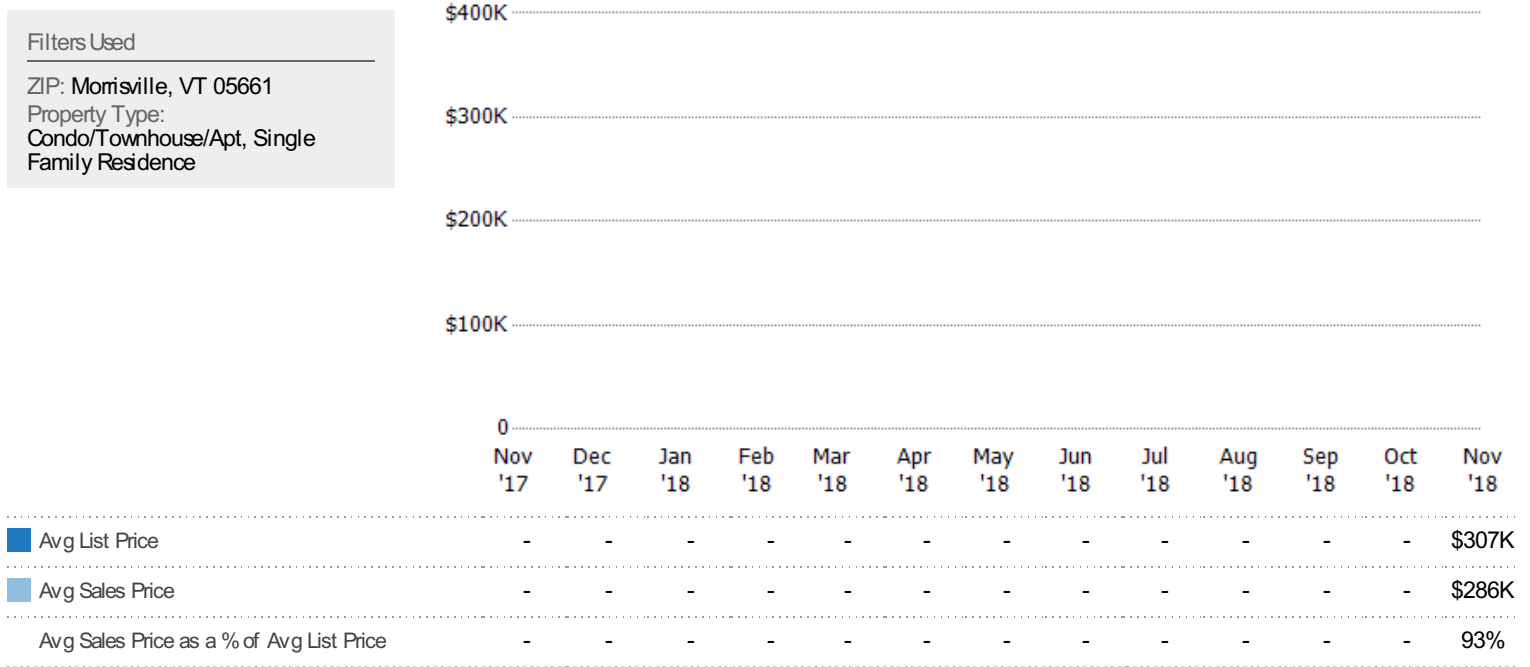 Filters Used
ZIP: Morrisville, VT 05661
Property Type:
Condo/Townhouse/Apt, Single
Family Residence
$400K
$300K
$200K
$100K
0
Nov Dec Jan Feb Mar Apr May Jun Jul Aug Sep Oct Nov
'17 '17 '18 '18 '18 '18 '18 '18 '18 '18 '18 '18 '18
Avg List Price - - - - - - - - - - - - $307K
Avg Sales Price - - - - - - - - - - - - $286K
Avg Sales Price as a % of Avg List Price - - - - - - - - - - - - 93%